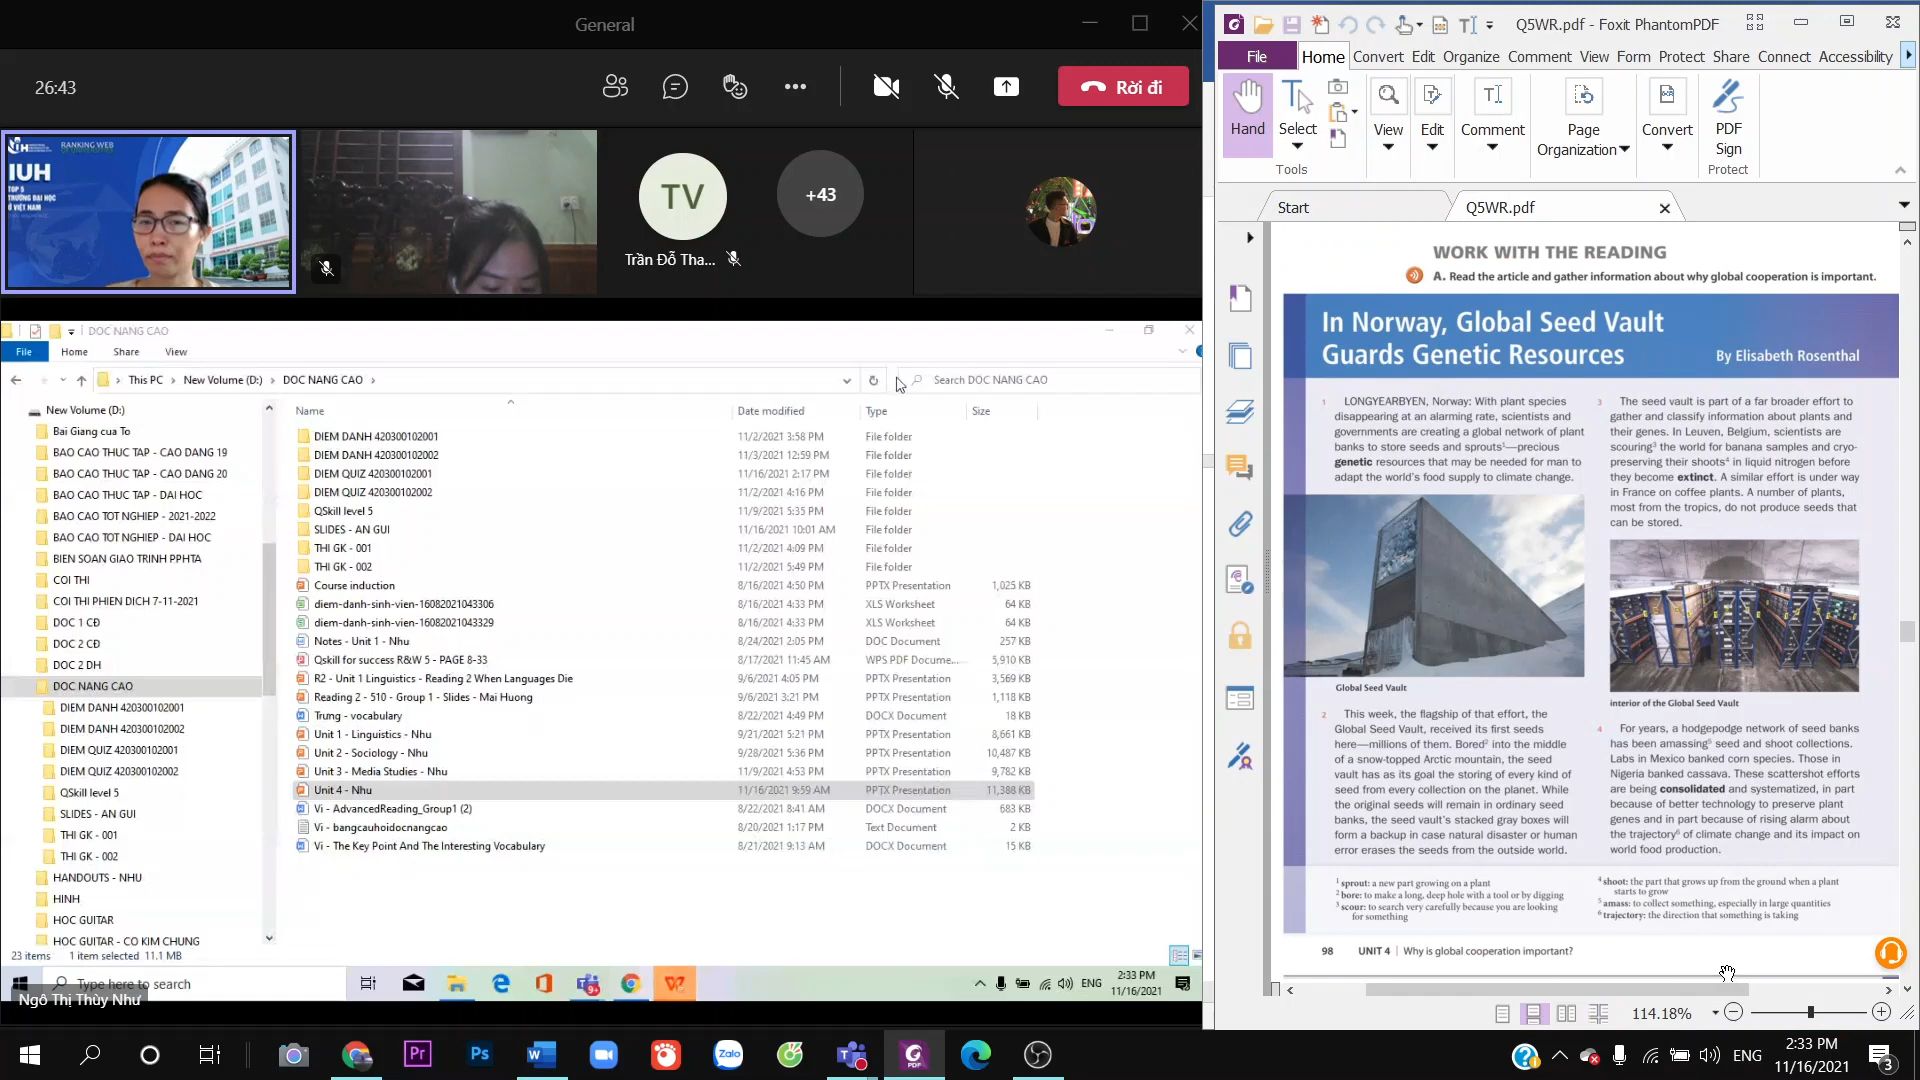 General
26:43
Rời đi
RANKING WEB
IUH
TOP 5
TRƯỜNG ĐẠI HỌC
VIỆT NAM
TV
Trần Đỗ Tha...
+43
DOC NANG CAO
File
Home
Share
View
This PC
New Volume (D:)
DOC NANG CAO
Search DOC NANG CAO
New Volume (D:)
Bai Giang cua To
BAO CAO THUC TAP - CAO DANG 19
BAO CAO THUC TAP - CAO DANG 20
BAO CAO THUC TAP - DAI HOC
BAO CAO TOT NGHIEP - 2021-2022
BAO CAO TOT NGHIEP - DAI HOC
BIEN SOAN GIAO TRINH PPHTA
COI THI
COI THI PHIEN DICH 7-11-2021
DOC 1 CĐ
DOC 2 CĐ
DOC 2 DH
DOC NANG CAO
DIEM DANH 420300102001
DIEM DANH 420300102002
DIEM QUIZ 420300102001
DIEM QUIZ 420300102002
QSkill level 5
SLIDES - AN GUI
THI GK - 001
THI GK - 002
HANDOUTS - NHU
HINH
HOC GUITAR
HOC GUITAR - CO KIM CHUNG
Name Date modified Type Size
DIEM DANH 420300102001 11/2/2021 3:58 PM File folder
DIEM DANH 420300102002 11/3/2021 12:59 PM File folder
DIEM QUIZ 420300102001 11/16/2021 2:17 PM File folder
DIEM QUIZ 420300102002 11/2/2021 4:16 PM File folder
QSkill level 5 11/9/2021 5:35 PM File folder
SLIDES - AN GUI 11/16/2021 10:01 AM File folder
THI GK - 001 11/2/2021 4:09 PM File folder
THI GK - 002 11/2/2021 5:49 PM File folder
Course induction 8/16/2021 4:50 PM PPTX Presentation 1,025 KB
diem-danh-sinh-vien-16082021043306 8/16/2021 4:33 PM XLS Worksheet 64 KB
diem-danh-sinh-vien-16082021043329 8/16/2021 4:33 PM XLS Worksheet 64 KB
Notes - Unit 1 - Nhu 8/24/2021 2:05 PM DOC Document 257 KB
Qskill for success R&W 5 - PAGE 8-33 8/17/2021 11:45 AM WPS PDF Docume... 5,910 KB
R2 - Unit 1 Linguistics - Reading 2 When Languages Die 9/6/2021 4:05 PM PPTX Presentation 3,569 KB
Reading 2 - 510 - Group 1 - Slides - Mai Huong 9/6/2021 3:21 PM PPTX Presentation 1,118 KB
Trưng - vocabulary 8/22/2021 4:49 PM DOCX Document 18 KB
Unit 1 - Linguistics - Nhu 9/21/2021 5:21 PM PPTX Presentation 8,661 KB
Unit 2 - Sociology - Nhu 9/28/2021 5:36 PM PPTX Presentation 10,487 KB
Unit 3 - Media Studies - Nhu 11/9/2021 4:53 PM PPTX Presentation 9,782 KB
Unit 4 - Nhu 11/16/2021 9:59 AM PPTX Presentation 11,388 KB
Vi - AdvancedReading_Group1 (2) 8/22/2021 8:41 AM DOCX Document 683 KB
Vi - bangcauhoidocnangcao 8/20/2021 1:17 PM Text Document 2 KB
Vi - The Key Point And The Interesting Vocabulary 8/21/2021 9:13 AM DOCX Document 15 KB
23 items 1 item selected 11.1 MB
Type here to search
ENG
2:33 PM
11/16/2021
Ngô Thị Thùy Như
Q5WR.pdf - Foxit PhantomPDF
File Home Convert Edit Organize Comment View Form Protect Share Connect Accessibility
Hand
Select
View
Edit
Comment
Page
Organization
Convert
PDF
Sign
Tools
Protect
Start
Q5WR.pdf
WORK WITH THE READING
A. Read the article and gather information about why global cooperation is important.
In Norway, Global Seed Vault
Guards Genetic Resources
By Elisabeth Rosenthal
1 LONGYEARBYEN, Norway: With plant species
disappearing at an alarming rate, scientists and
governments are creating a global network of plant
banks to store seeds and sprouts¹—precious
genetic resources that may be needed for man to
adapt the world's food supply to climate change.
Global Seed Vault
2 This week, the flagship of that effort, the
Global Seed Vault, received its first seeds
here—millions of them. Bored² into the middle
of a snow-topped Arctic mountain, the seed
vault has as its goal the storing of every kind of
seed from every collection on the planet. While
the original seeds will remain in ordinary seed
banks, the seed vault's stacked gray boxes will
form a backup in case natural disaster or human
error erases the seeds from the outside world.
3 The seed vault is part of a far broader effort to
gather and classify information about plants and
their genes. In Leuven, Belgium, scientists are
scouring³ the world for banana samples and cryo-
preserving their shoots⁴ in liquid nitrogen before
they become extinct. A similar effort is under way
in France on coffee plants. A number of plants,
most from the tropics, do not produce seeds that
can be stored.
interior of the Global Seed Vault
4 For years, a hodgepodge network of seed banks
has been amassing⁵ seed and shoot collections.
Labs in Mexico banked corn species. Those in
Nigeria banked cassava. These scattershot efforts
are being consolidated and systematized, in part
because of better technology to preserve plant
genes and in part because of rising alarm about
the trajectory⁶ of climate change and its impact on
world food production.
¹ sprout: a new part growing on a plant
² bore: to make a long, deep hole with a tool or by digging
³ scour: to search very carefully because you are looking
for something
⁴ shoot: the part that grows up from the ground when a plant
starts to grow
⁵ amass: to collect something, especially in large quantities
⁶ trajectory: the direction that something is taking
98 UNIT 4 | Why is global cooperation important?
114.18%
Pr
Ps
Zalo
PDF
ENG
2:33 PM
11/16/2021
3